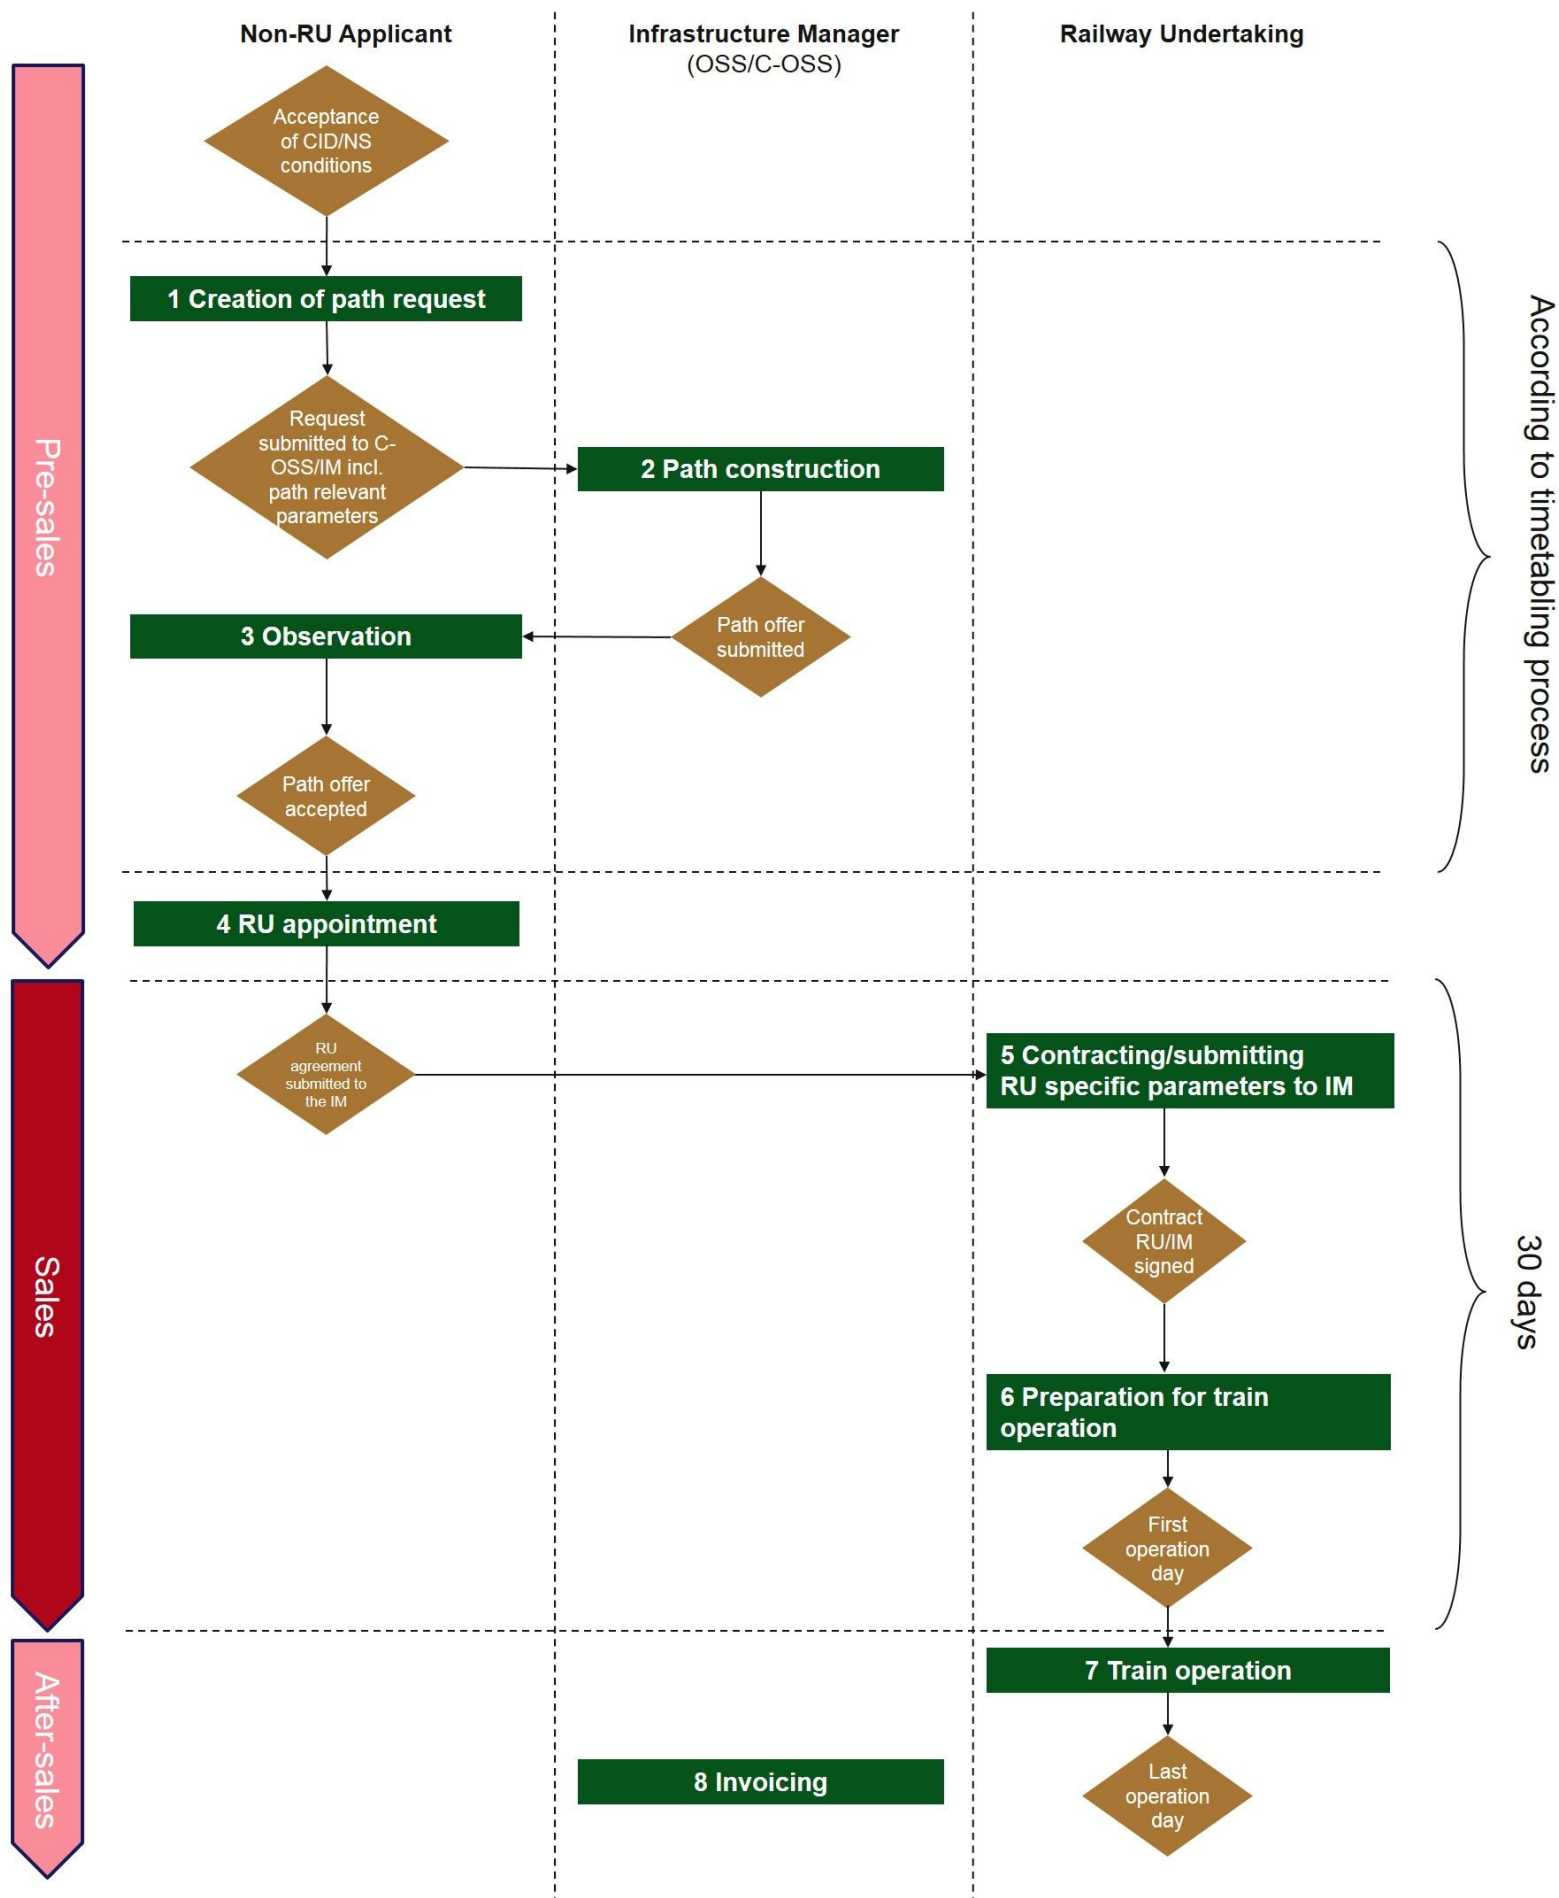 Non-RU Applicant
Infrastructure Manager
(OSS/C-OSS)
Railway Undertaking
Acceptance
of CID/NS
conditions
1 Creation of path request
Request
submitted to C-
OSS/IM incl.
path relevant
parameters
2 Path construction
Path offer
submitted
3 Observation
Path offer
accepted
4 RU appointment
Pre-sales
According to timetabling process
RU
agreement
submitted to
the IM
5 Contracting/submitting
RU specific parameters to IM
Contract
RU/IM
signed
6 Preparation for train
operation
First
operation
day
Sales
30 days
7 Train operation
8 Invoicing
Last
operation
day
After-sales